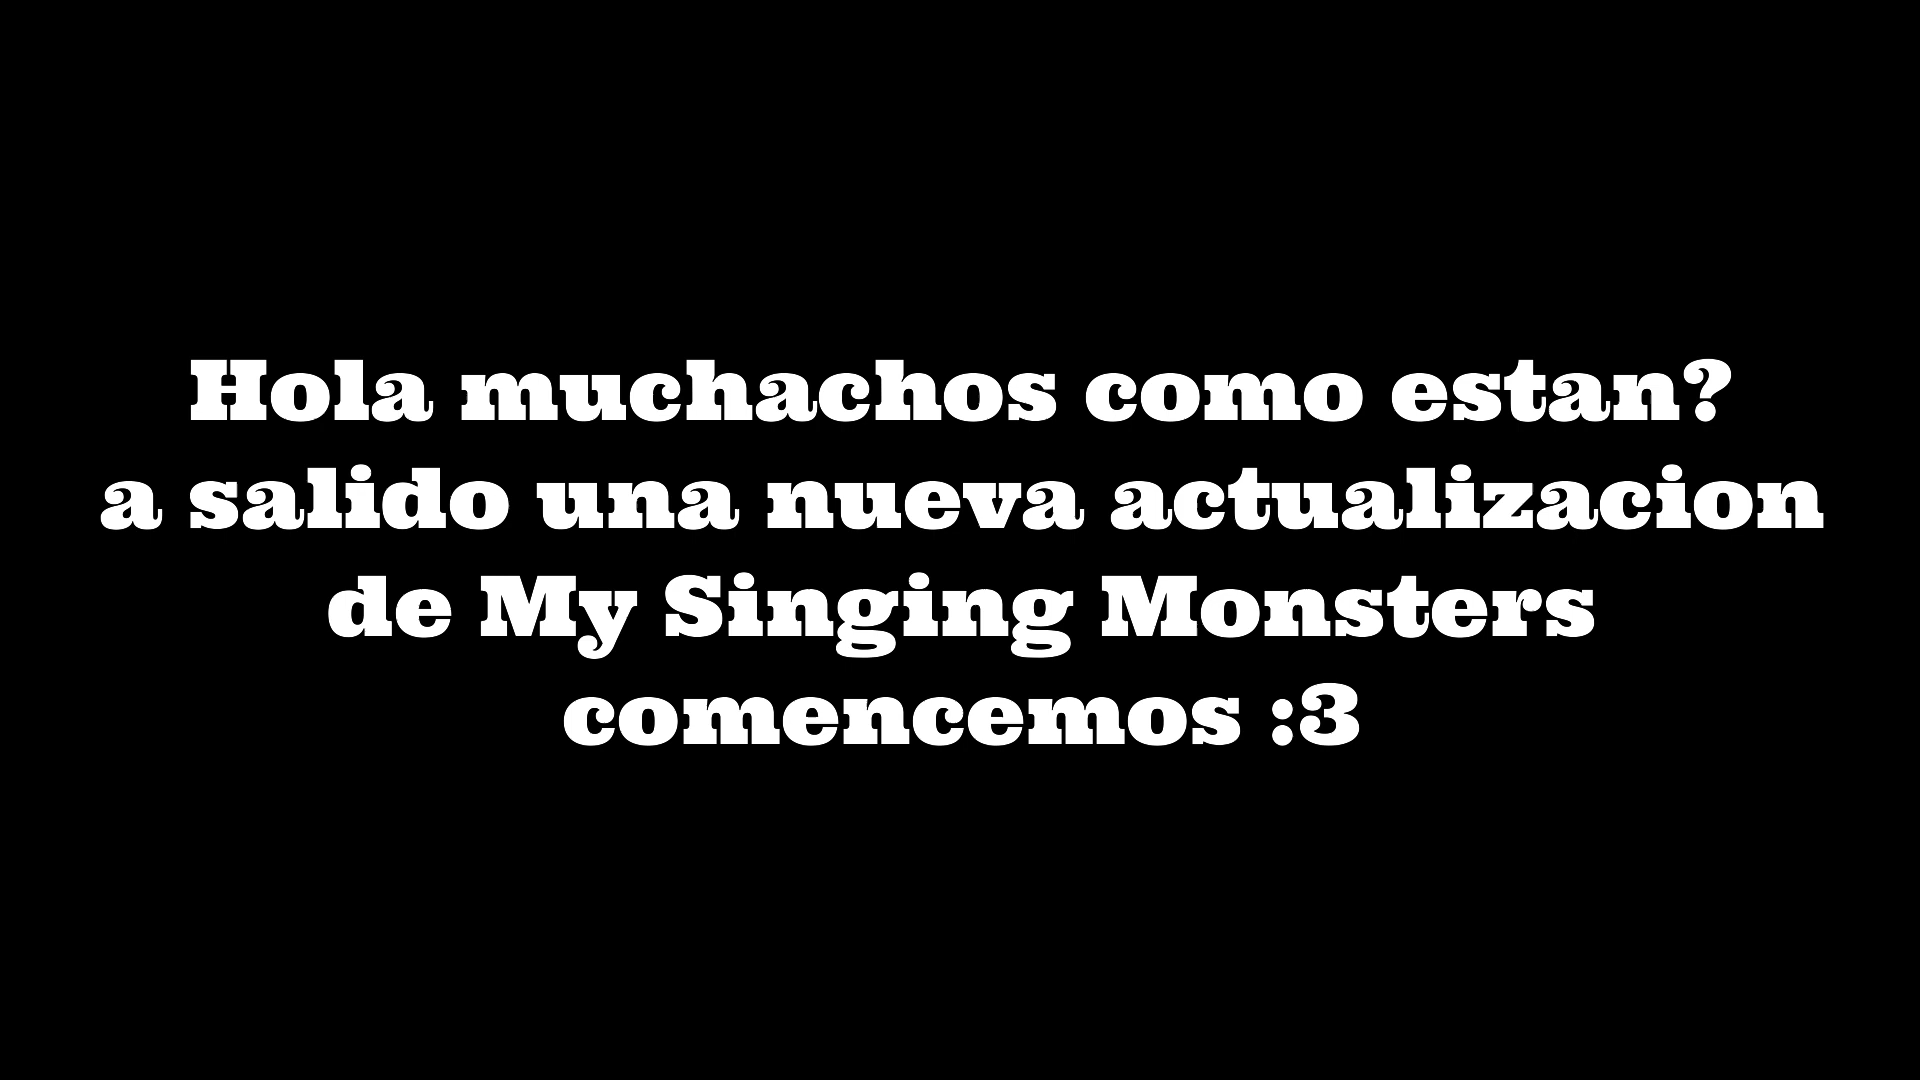 Hola muchachos como estan?
a salido una nueva actualizacion
de My Singing Monsters
comencemos :3